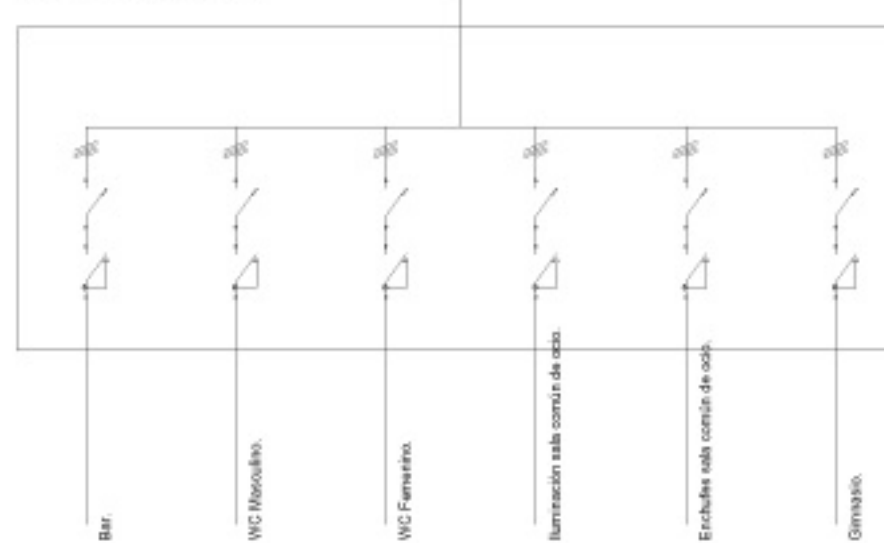 Bar.
WC Masculino.
WC Femenino.
Iluminación sala común de ocio.
Enchufes sala común de ocio.
Gimnasio.